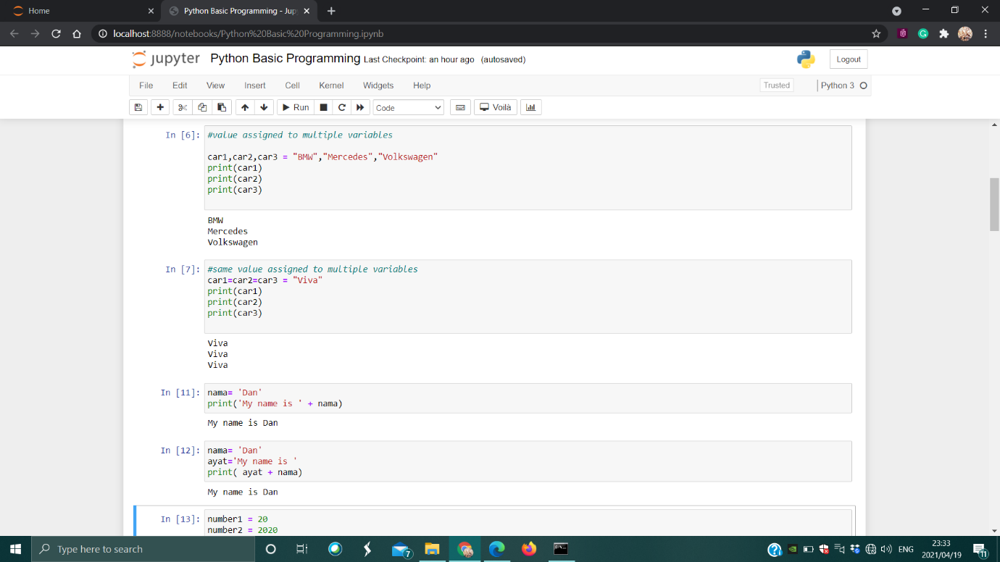 Home
Python Basic Programming - Jup
localhost:8888/notebooks/Python%20Basic%20Programming.ipynb
jupyter Python Basic Programming Last Checkpoint: an hour ago (autosaved)
Logout
File Edit View Insert Cell Kernel Widgets Help
Trusted
Python 3
Run
Code
Voilà
In [6]: #value assigned to multiple variables
car1,car2,car3 = "BMW","Mercedes","Volkswagen"
print(car1)
print(car2)
print(car3)
BMW
Mercedes
Volkswagen
In [7]: #same value assigned to multiple variables
car1=car2=car3 = "Viva"
print(car1)
print(car2)
print(car3)
Viva
Viva
Viva
In [11]: nama= 'Dan'
print('My name is ' + nama)
My name is Dan
In [12]: nama= 'Dan'
ayat='My name is '
print( ayat + nama)
My name is Dan
In [13]: number1 = 20
number2 = 2020
Type here to search
7
ENG
23:33
2021/04/19
11